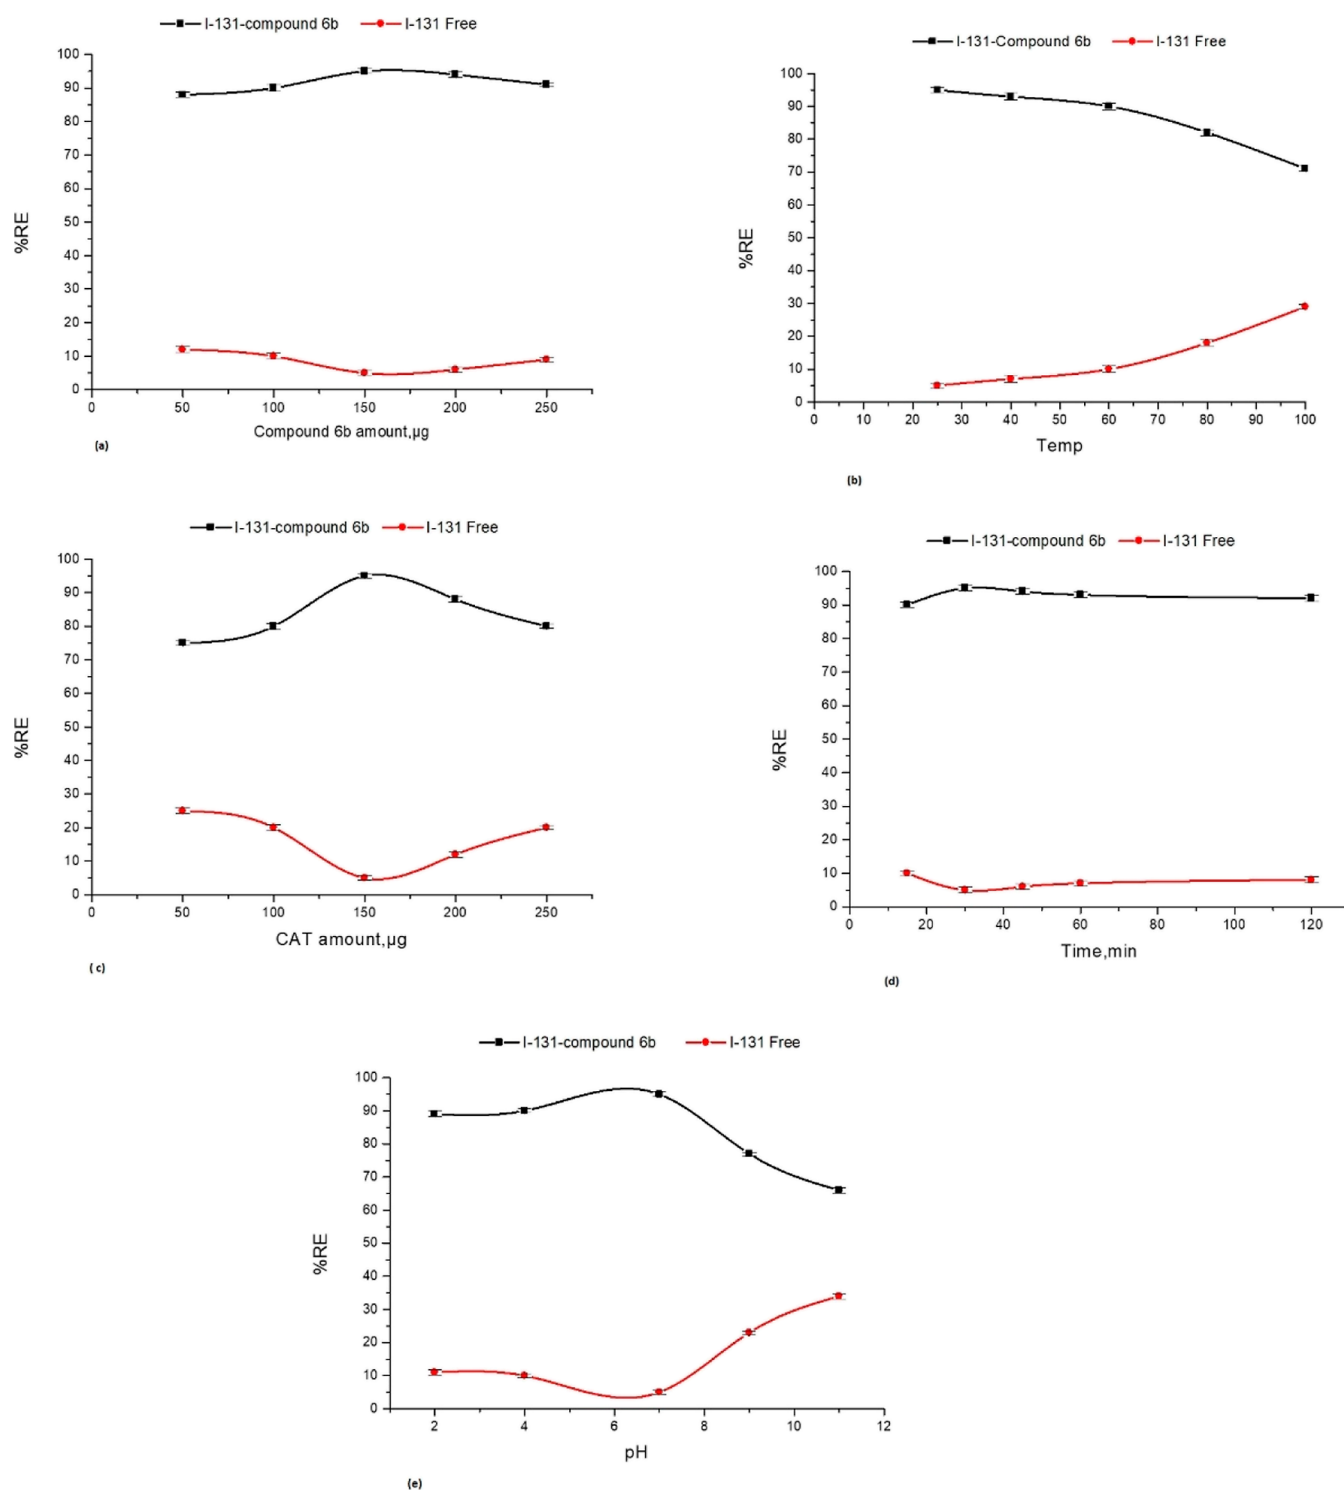 I-131-compound 6b I-131 Free
100
90
80
70
60
50
40
30
20
10
0
%RE
0 50 100 150 200 250
Compound 6b amount,µg
(a)
I-131-Compound 6b I-131 Free
100
90
80
70
60
50
40
30
20
10
0
%RE
0 10 20 30 40 50 60 70 80 90 100
Temp
(b)
I-131-compound 6b I-131 Free
100
90
80
70
60
50
40
30
20
10
0
%RE
0 50 100 150 200 250
CAT amount,µg
( c)
I-131-compound 6b I-131 Free
100
90
80
70
60
50
40
30
20
10
0
%RE
0 20 40 60 80 100 120
Time,min
(d)
I-131-compound 6b I-131 Free
100
90
80
70
60
50
40
30
20
10
0
%RE
2 4 6 8 10 12
pH
(e)